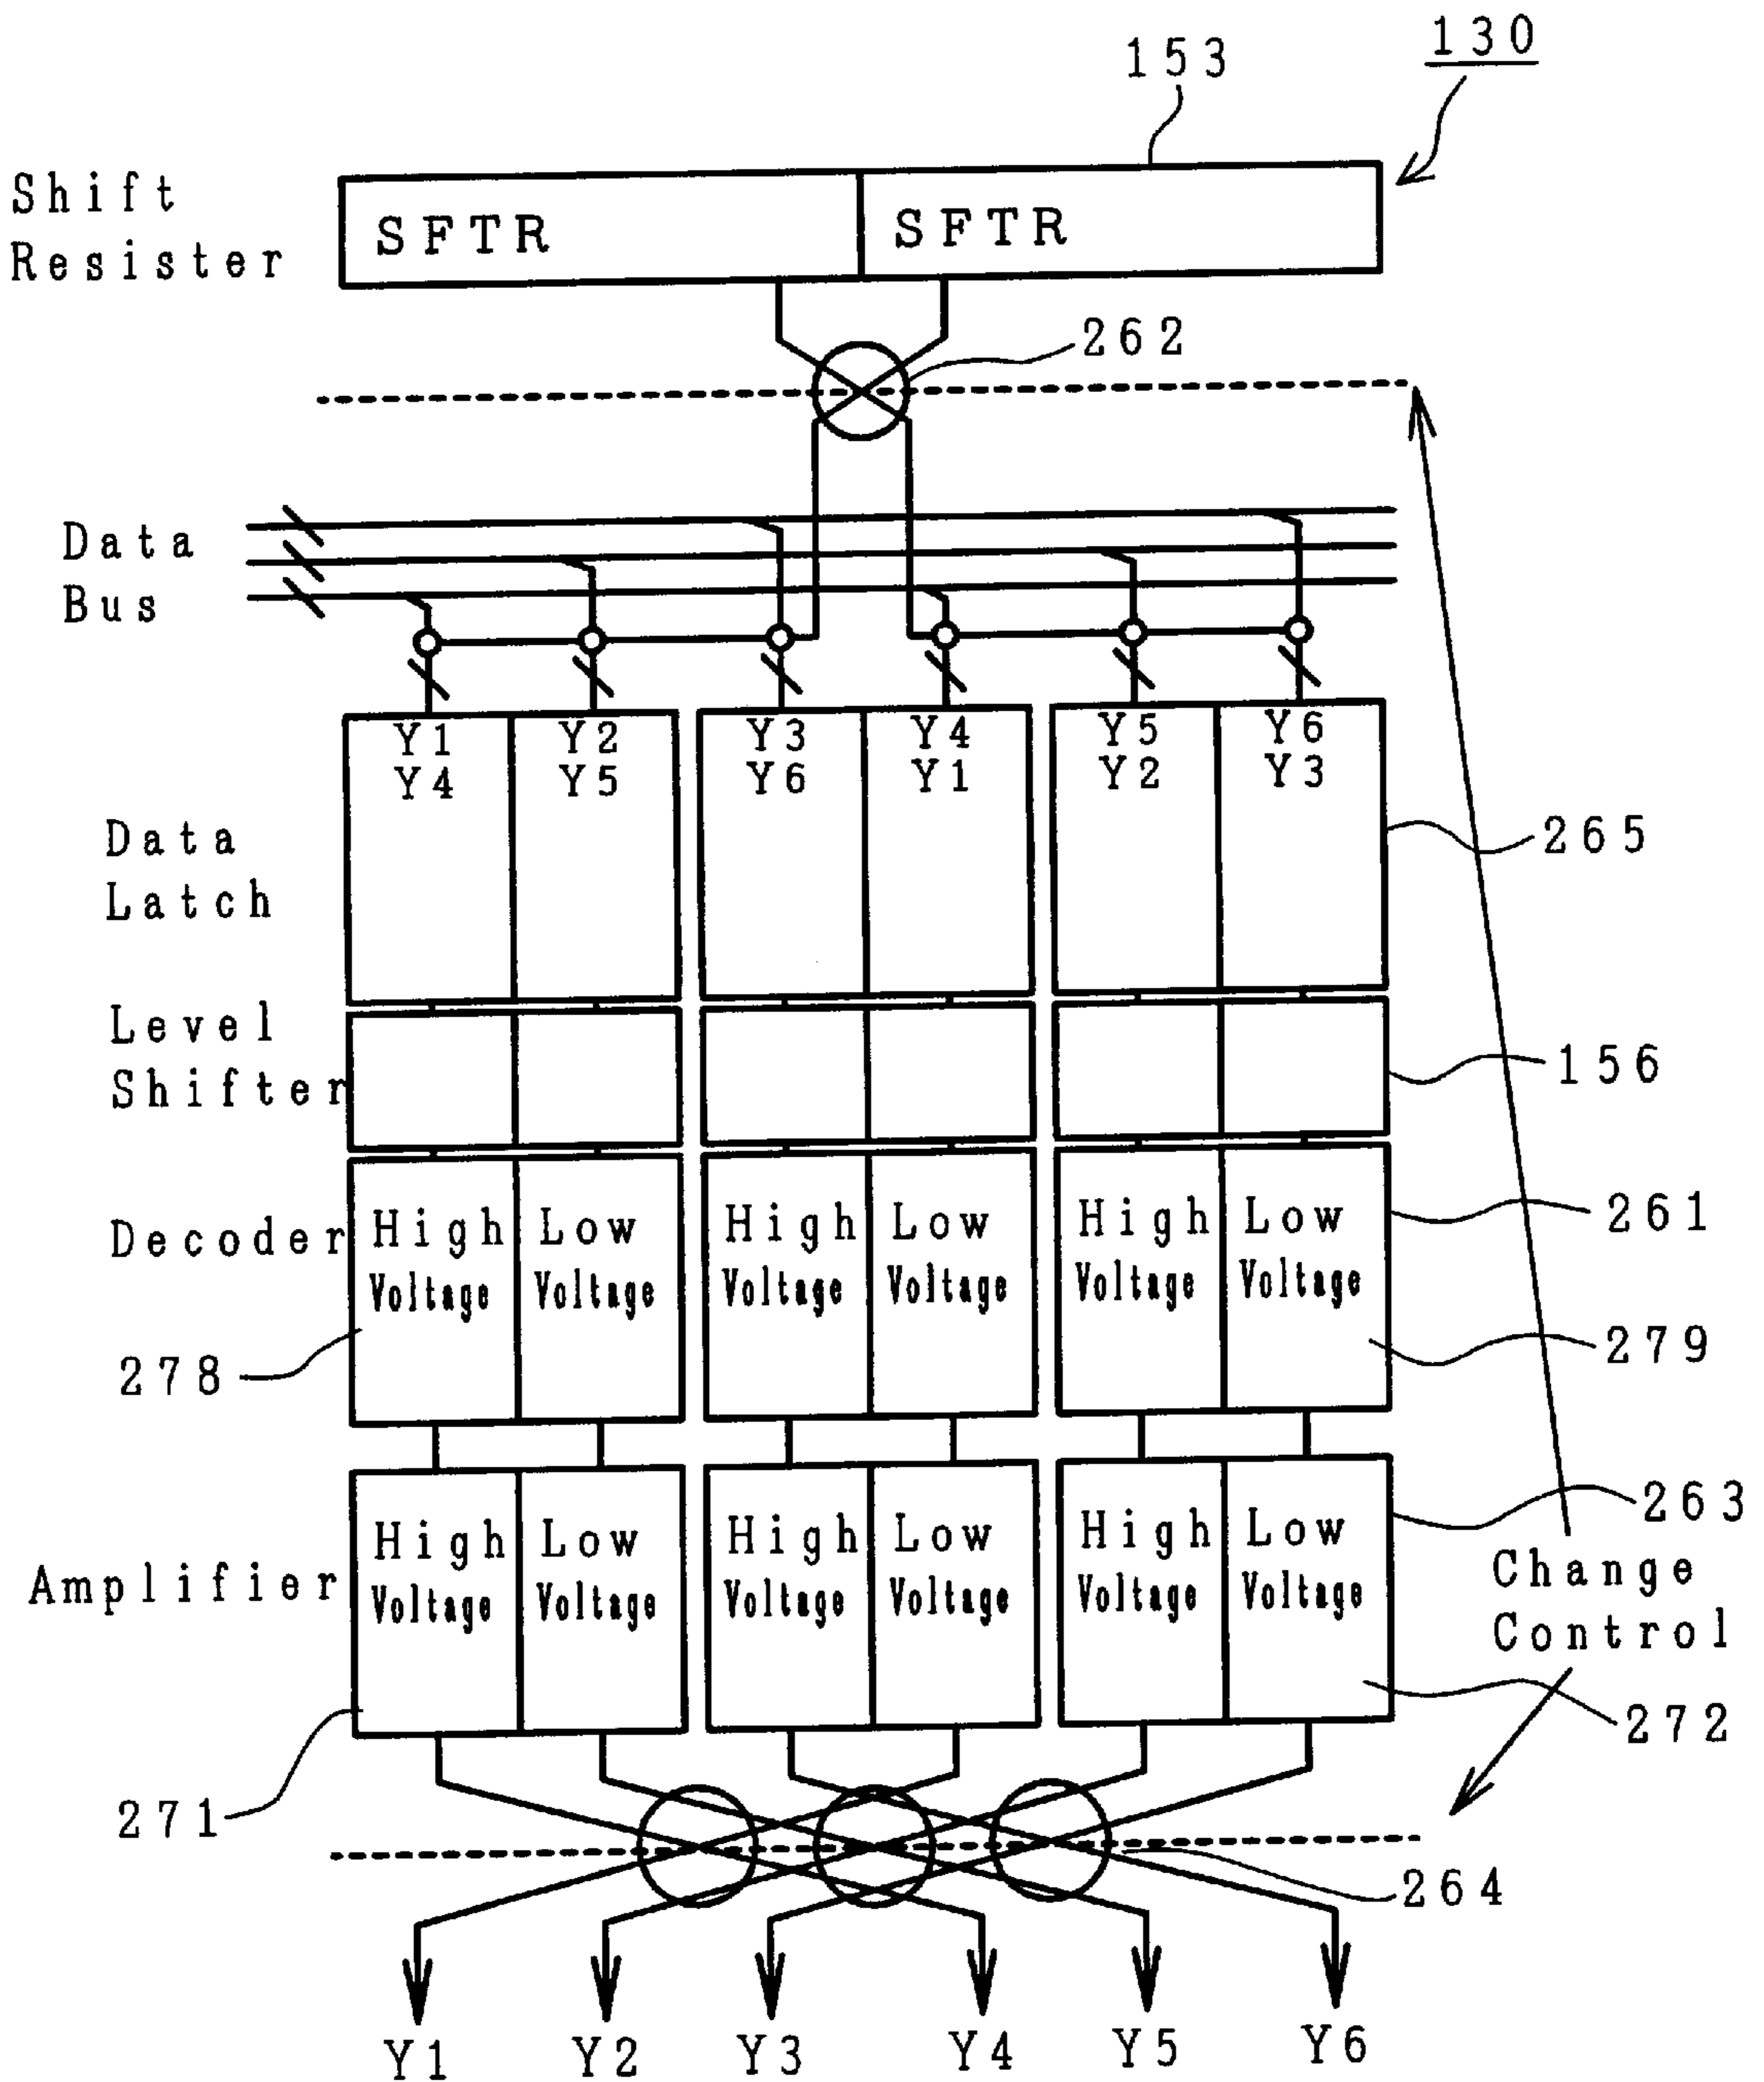 130
153
Shift
Resister
SFTR SFTR
262
Data
Bus
Y1 Y2 Y3 Y4 Y5 Y6
Y4 Y5 Y6 Y1 Y2 Y3
Data
Latch
265
Level
Shifter
156
Decoder
High Low High Low High Low
Voltage Voltage Voltage Voltage Voltage Voltage
261
278
279
Amplifier
High Low High Low High Low
Voltage Voltage Voltage Voltage Voltage Voltage
263
Change
Control
271
272
264
Y1 Y2 Y3 Y4 Y5 Y6